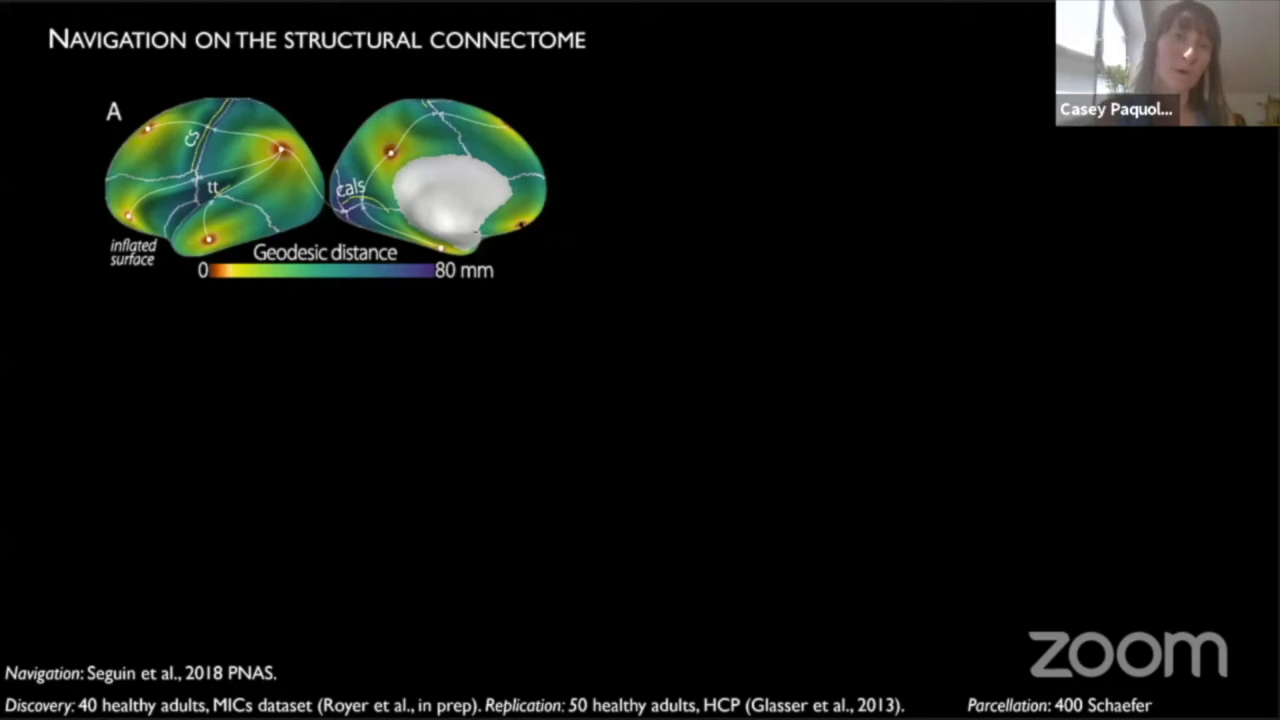 NAVIGATION ON THE STRUCTURAL CONNECTOME
Casey Paquol...
A
cs
tt
cals
inflated
surface
Geodesic distance
0
80 mm
zoom
Navigation: Seguin et al., 2018 PNAS.
Discovery: 40 healthy adults, MICs dataset (Royer et al., in prep). Replication: 50 healthy adults, HCP (Glasser et al., 2013). Parcellation: 400 Schaefer